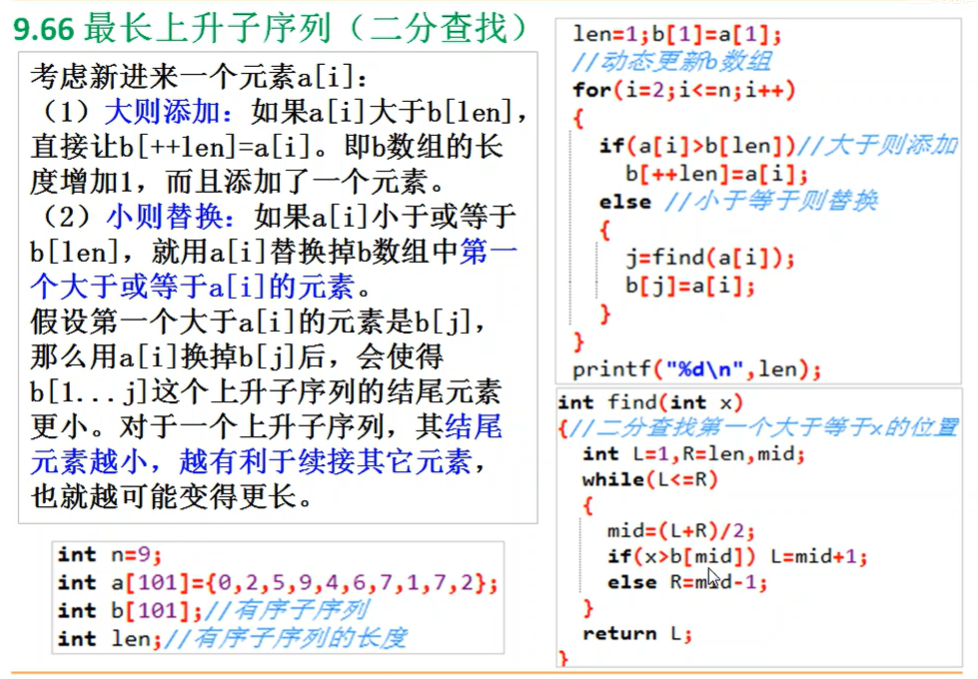 9.66 最长上升子序列（二分查找）
考虑新进来一个元素a[i]：
（1）大则添加：如果a[i]大于b[len]，
直接让b[++len]=a[i]。即b数组的长
度增加1，而且添加了一个元素。
（2）小则替换：如果a[i]小于或等于
b[len]，就用a[i]替换掉b数组中第一
个大于或等于a[i]的元素。
假设第一个大于a[i]的元素是b[j]，
那么用a[i]换掉b[j]后，会使得
b[1...j]这个上升子序列的结尾元素
更小。对于一个上升子序列，其结尾
元素越小，越有利于续接其它元素，
也就越可能变得更长。
int n=9;
int a[101]={0,2,5,9,4,6,7,1,7,2};
int b[101];//有序子序列
int len;//有序子序列的长度
len=1;b[1]=a[1];
//动态更新b数组
for(i=2;i<=n;i++)
{
if(a[i]>b[len])//大于则添加
b[++len]=a[i];
else //小于等于则替换
{
j=find(a[i]);
b[j]=a[i];
}
}
printf("%d\n",len);
int find(int x)
{//二分查找第一个大于等于x的位置
int L=1,R=len,mid;
while(L<=R)
{
mid=(L+R)/2;
if(x>b[mid]) L=mid+1;
else R=mid-1;
}
return L;
}